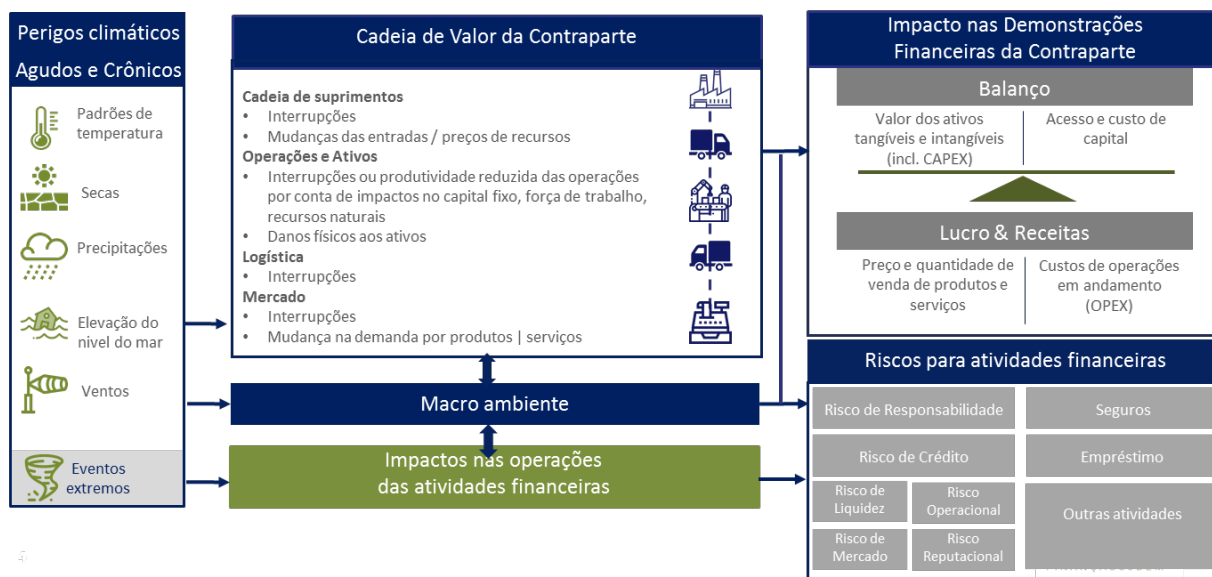 Perigos climáticos
Agudos e Crônicos
Padrões de
temperatura
Secas
Precipitações
Elevação do
nivel do mar
Ventos
Eventos
extremos
Cadeia de Valor da Contraparte
Cadeia de suprimentos
• Interrupções
• Mudanças das entradas / preços de recursos
Operações e Ativos
• Interrupções ou produtividade reduzida das operações
por conta de impactos no capital fixo, força de trabalho,
recursos naturais
• Danos físicos aos ativos
Logística
• Interrupções
Mercado
• Interrupções
• Mudança na demanda por produtos | serviços
Macro ambiente
Impactos nas operações
das atividades financeiras
Impacto nas Demonstrações
Financeiras da Contraparte
Balanço
Valor dos ativos
tangíveis e intangíveis
(incl. CAPEX)
Acesso e custo de
capital
Lucro & Receitas
Preço e quantidade de
venda de produtos e
serviços
Custos de operações
em andamento
(OPEX)
Riscos para atividades financeiras
Risco de Responsabilidade
Seguros
Risco de Crédito
Empréstimo
Risco de
Liquidez
Risco
Operacional
Outras atividades
Risco de
Mercado
Risco
Reputacional